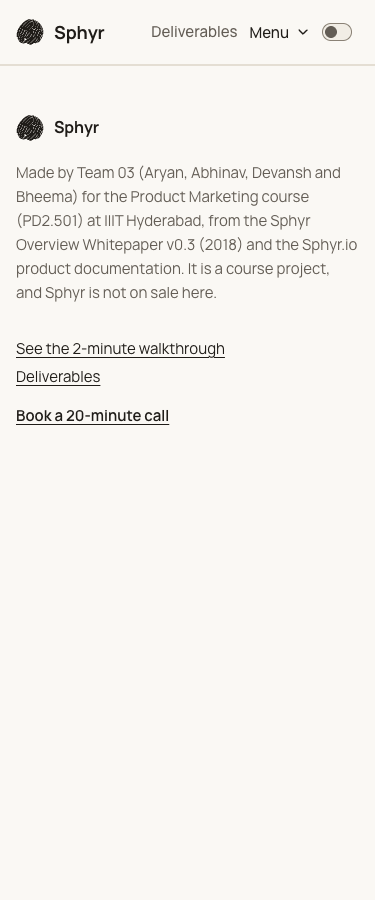 Sphyr
Deliverables
Menu
Sphyr
Made by Team 03 (Aryan, Abhinav, Devansh and
Bheema) for the Product Marketing course
(PD2.501) at IIIT Hyderabad, from the Sphyr
Overview Whitepaper v0.3 (2018) and the Sphyr.io
product documentation. It is a course project,
and Sphyr is not on sale here.
See the 2-minute walkthrough
Deliverables
Book a 20-minute call